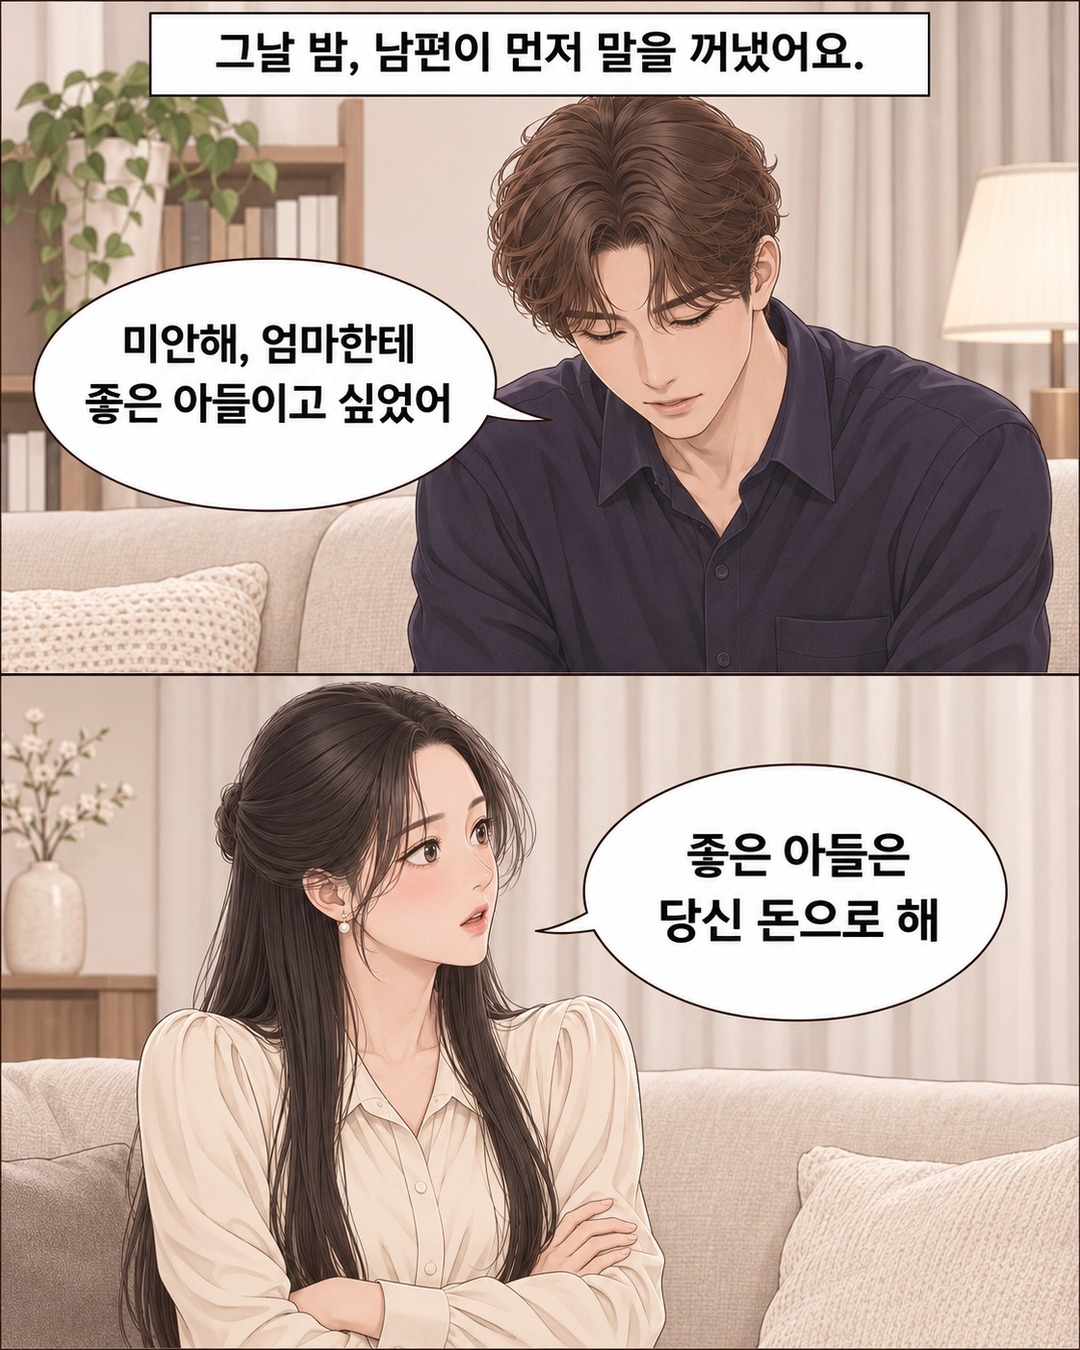 그날 밤, 남편이 먼저 말을 꺼냈어요.
미안해, 엄마한테
좋은 아들이고 싶었어
좋은 아들은
당신 돈으로 해